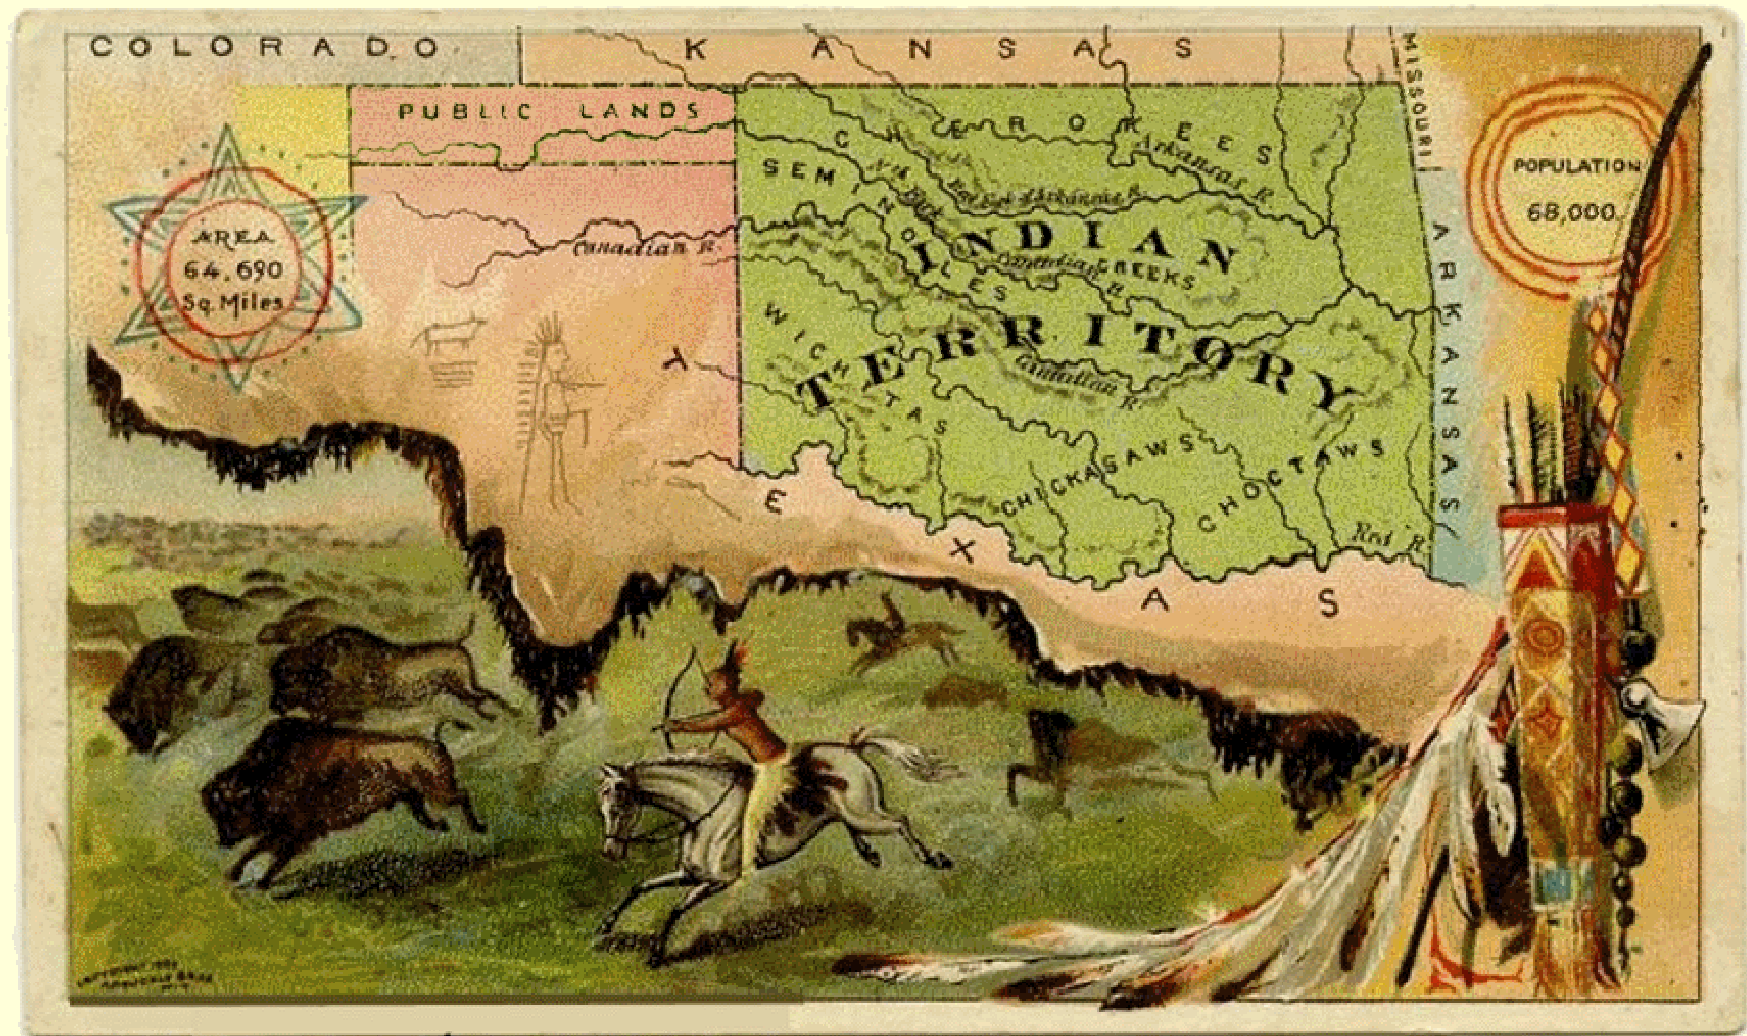 COLORADO
KANSAS
MISSOURI
PUBLIC LANDS
CHEROKEES
Arkansas R.
SEMINOLES
AREA
64,690
Sq. Miles
POPULATION
68,000.
INDIAN
TERRITORY
CREEKS
Canadian R.
ARKANSAS
WICHITAS
Canadian R.
CHICKASAWS
CHOCTAWS
Red R.
TEXAS